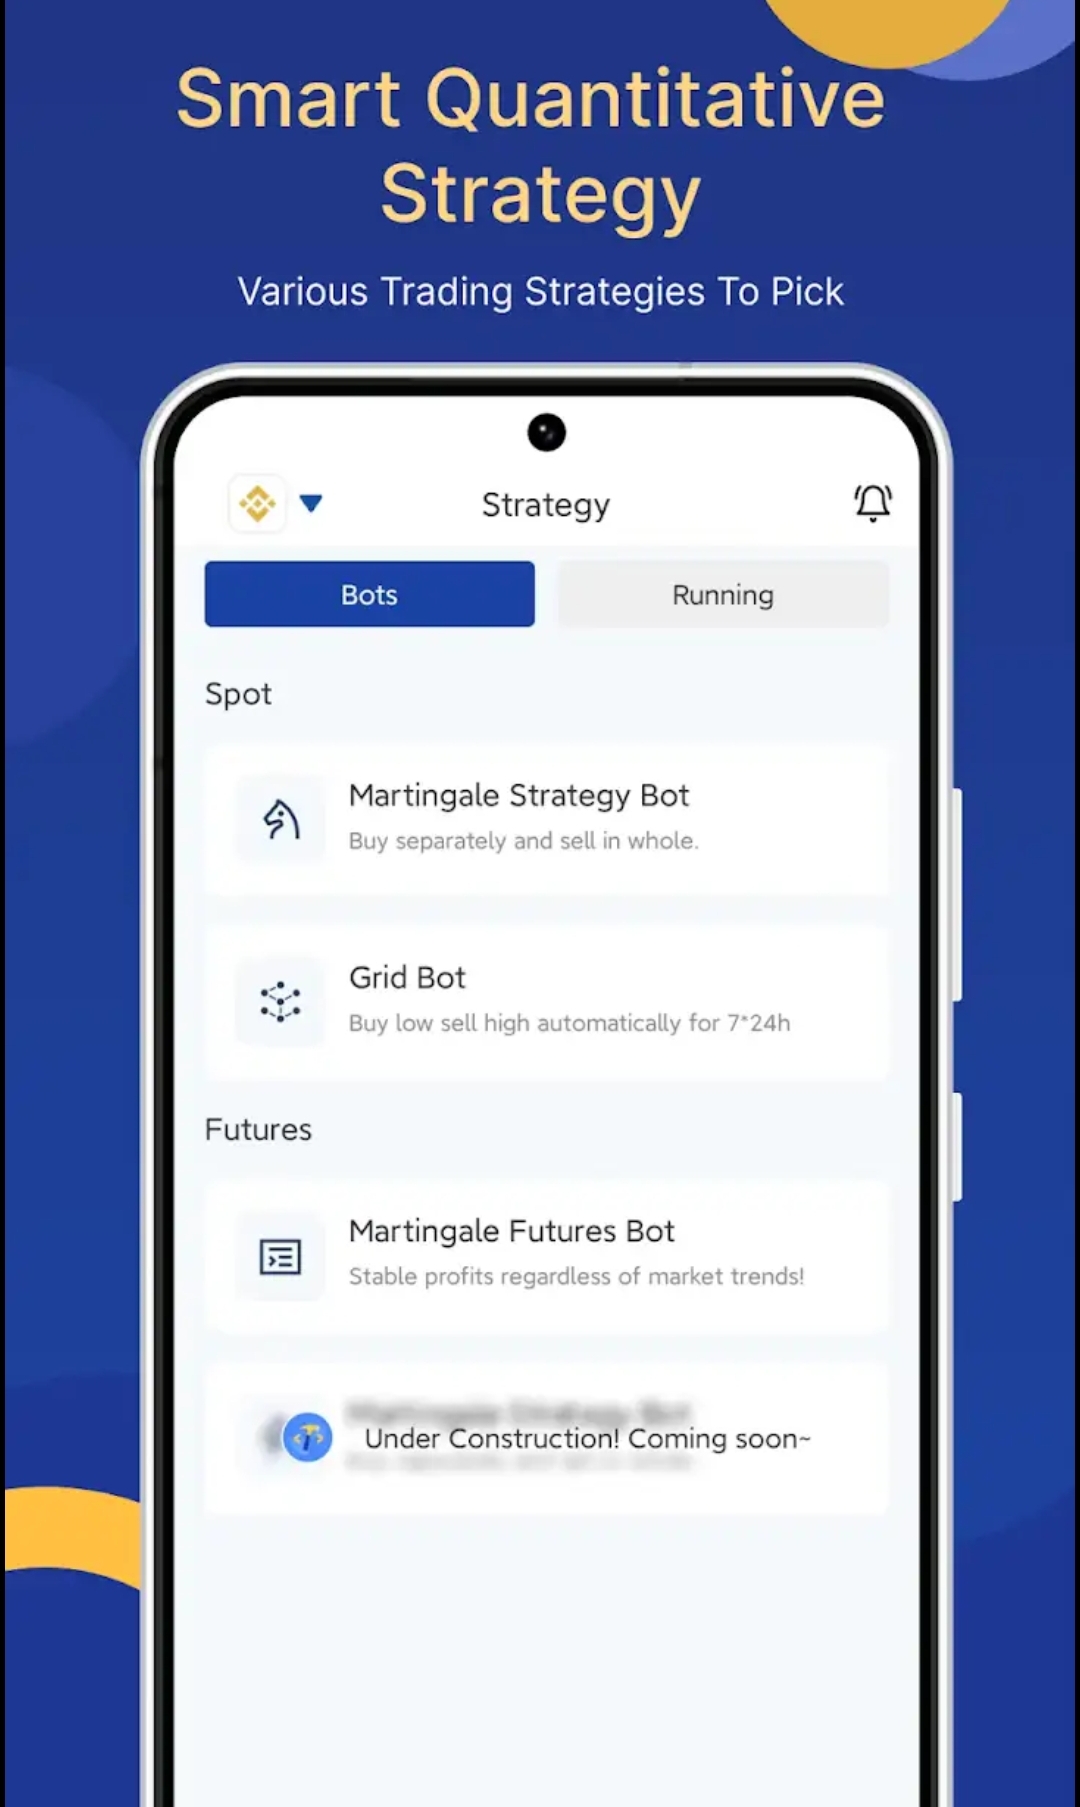 Smart Quantitative
Strategy
Various Trading Strategies To Pick
Strategy
Bots
Running
Spot
Martingale Strategy Bot
Buy separately and sell in whole.
Grid Bot
Buy low sell high automatically for 7*24h
Futures
Martingale Futures Bot
Stable profits regardless of market trends!
Under Construction! Coming soon~